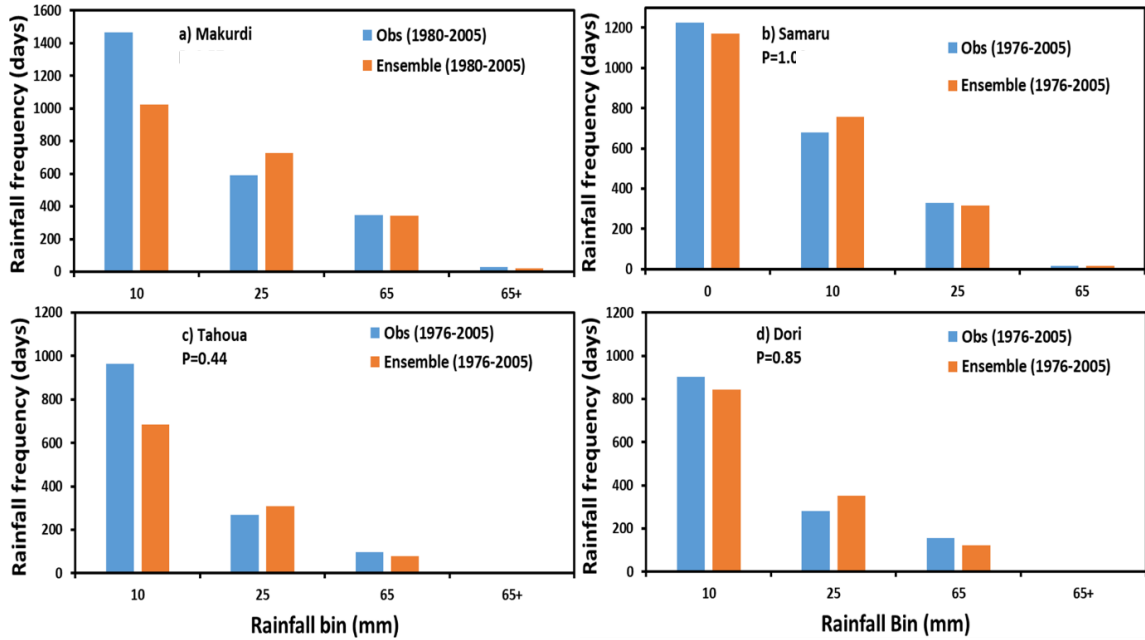 a) Makurdi
Obs (1980-2005)
Ensemble (1980-2005)
Rainfall frequency (days)
1600
1400
1200
1000
800
600
400
200
0
10 25 65 65+
b) Samaru
P=1.0
Obs (1976-2005)
Ensemble (1976-2005)
Rainfall frequency (days)
1200
1000
800
600
400
200
0
0 10 25 65
c) Tahoua
P=0.44
Obs (1976-2005)
Ensemble (1976-2005)
Rainfall frequency (days)
1200
1000
800
600
400
200
0
10 25 65 65+
Rainfall bin (mm)
d) Dori
P=0.85
Obs (1976-2005)
Ensemble (1976-2005)
Rainfall frequency (days)
1200
1000
800
600
400
200
0
10 25 65 65+
Rainfall Bin (mm)